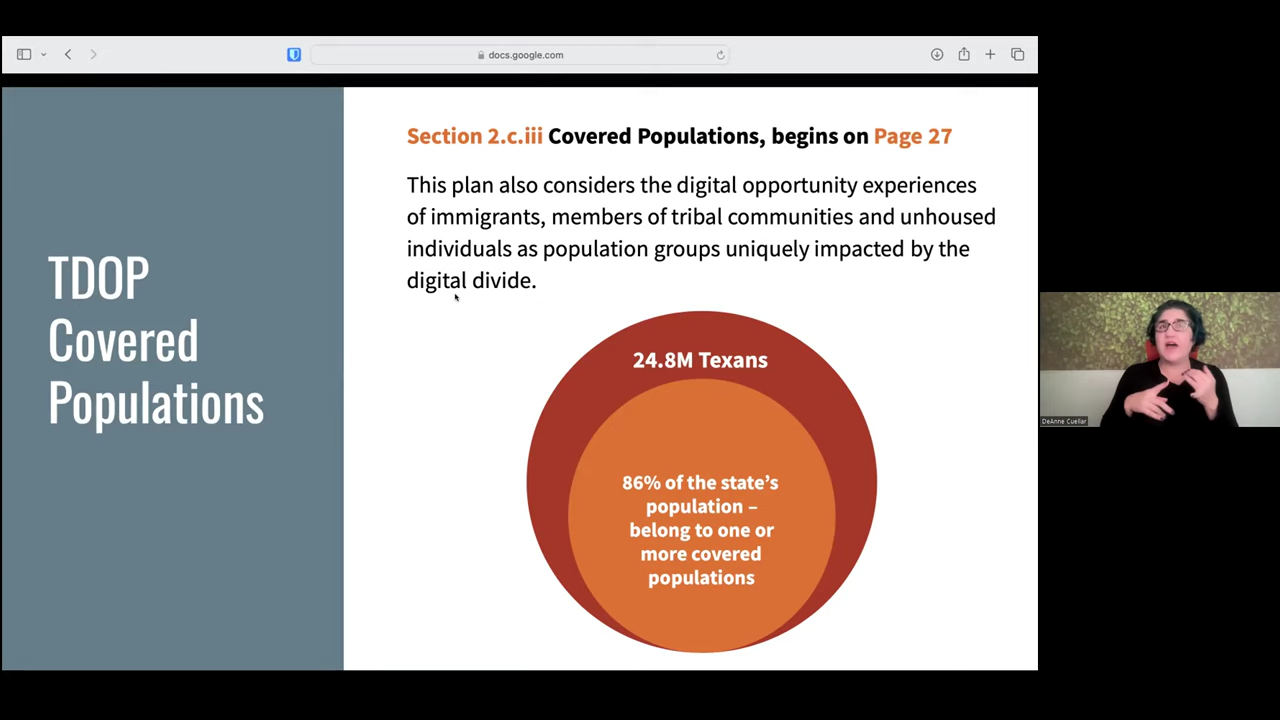 docs.google.com
TDOP
Covered
Populations
Section 2.c.iii Covered Populations, begins on Page 27
This plan also considers the digital opportunity experiences
of immigrants, members of tribal communities and unhoused
individuals as population groups uniquely impacted by the
digital divide.
24.8M Texans
86% of the state’s
population –
belong to one or
more covered
populations
DeAnne Cuellar